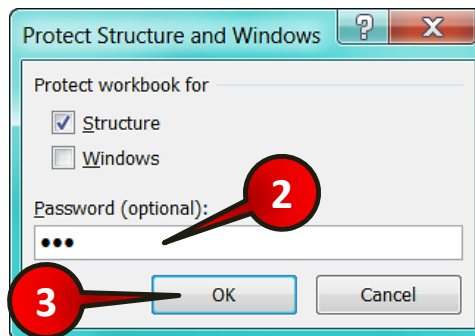 Protect Structure and Windows ? X
Protect workbook for
Structure
Windows
Password (optional):
•••
OK Cancel
2
3